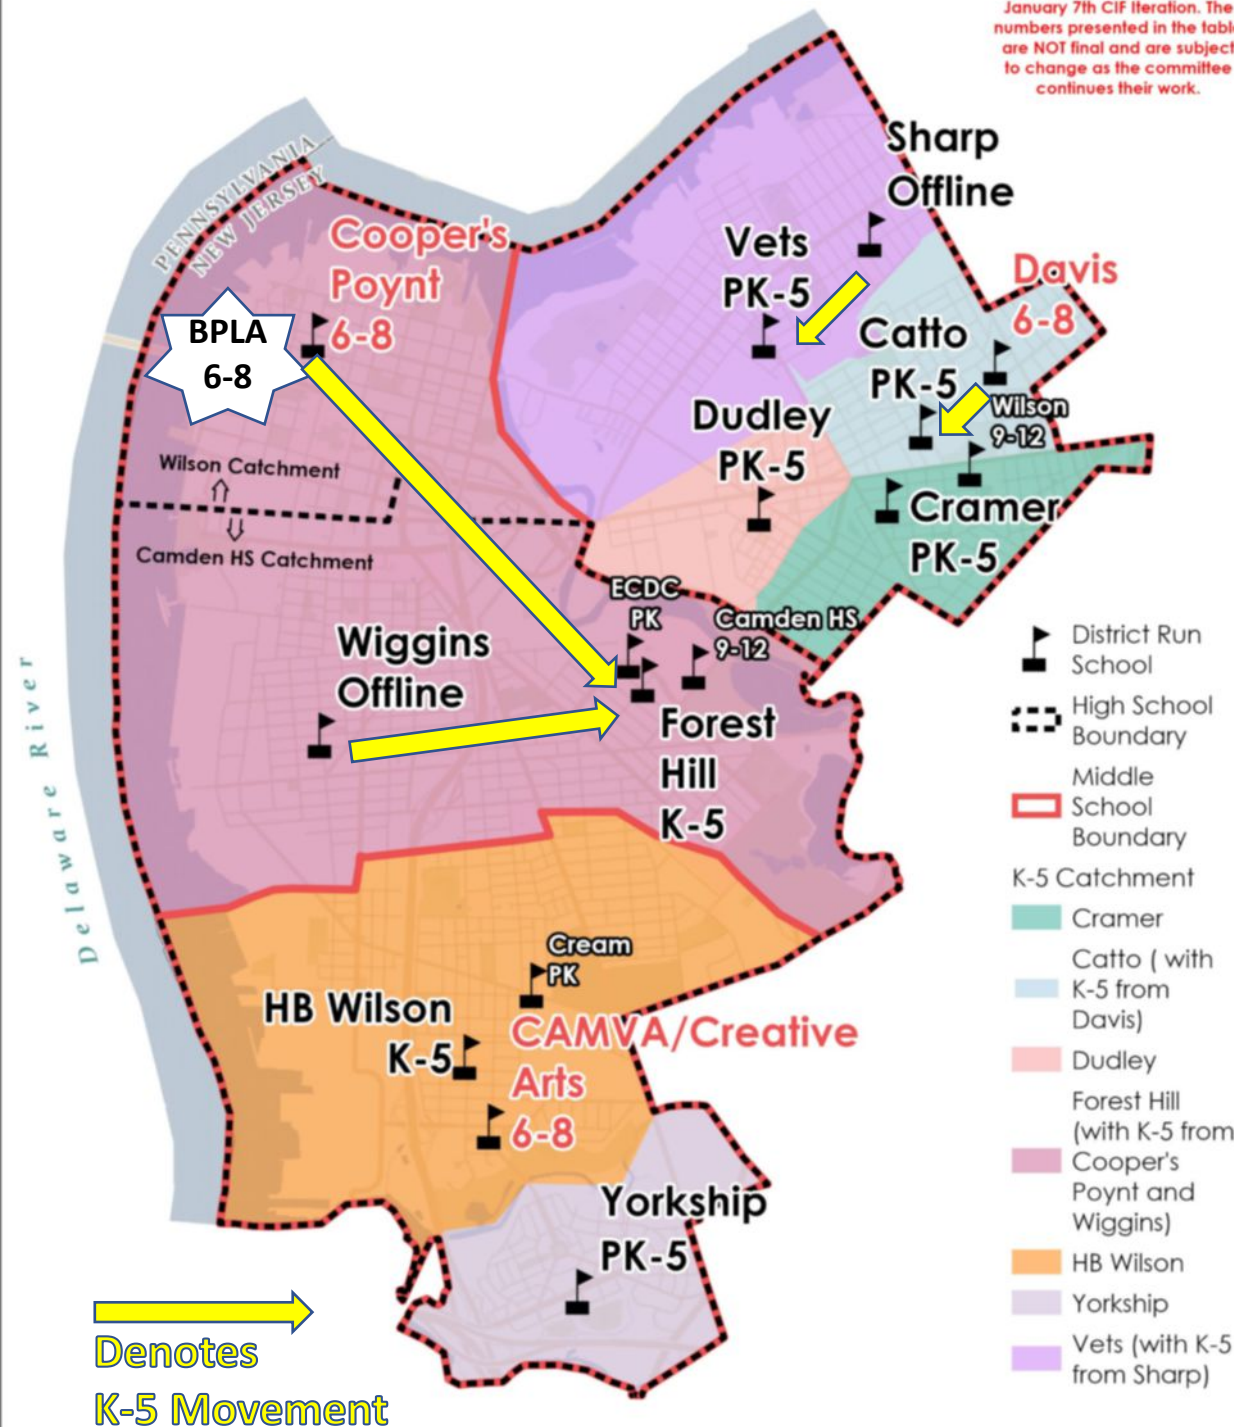 January 7th CIF Iteration. The
numbers presented in the tabl
are NOT final and are subject
to change as the committee
continues their work.
PENNSYLVANIA
NEW JERSEY
Sharp
Offline
Vets
PK-5
Cooper's
Poynt
6-8
Davis
6-8
BPLA
6-8
Catto
PK-5
Wilson
9-12
Dudley
PK-5
Wilson Catchment
Camden HS Catchment
Cramer
PK-5
ECDC
PK
Camden HS
9-12
Wiggins
Offline
Forest
Hill
K-5
Delaware River
District Run
School
High School
Boundary
Middle
School
Boundary
K-5 Catchment
Cramer
Catto ( with
K-5 from
Davis)
Dudley
Forest Hill
(with K-5 from
Cooper's
Poynt and
Wiggins)
HB Wilson
Yorkship
Vets (with K-5
from Sharp)
Cream
PK
HB Wilson
K-5
CAMVA/Creative
Arts
6-8
Yorkship
PK-5
Denotes
K-5 Movement